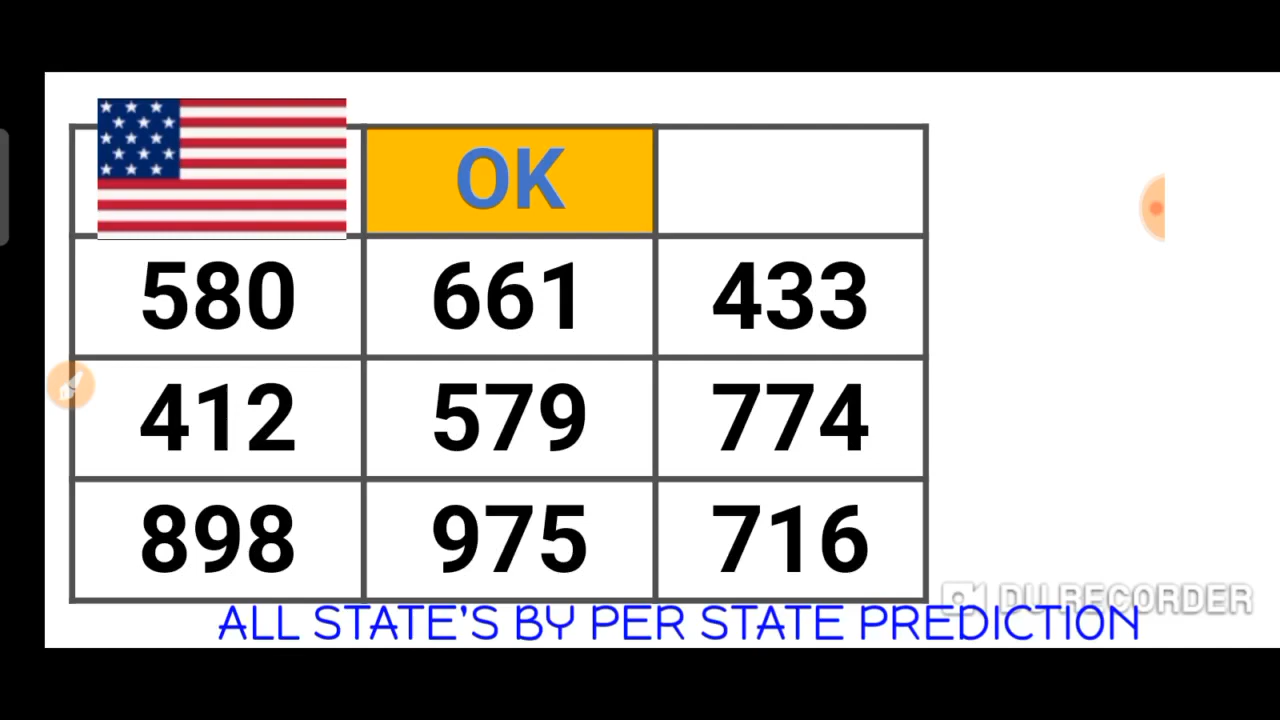 OK
580 661 433
412 579 774
898 975 716
DU RECORDER
ALL STATE'S BY PER STATE PREDICTION